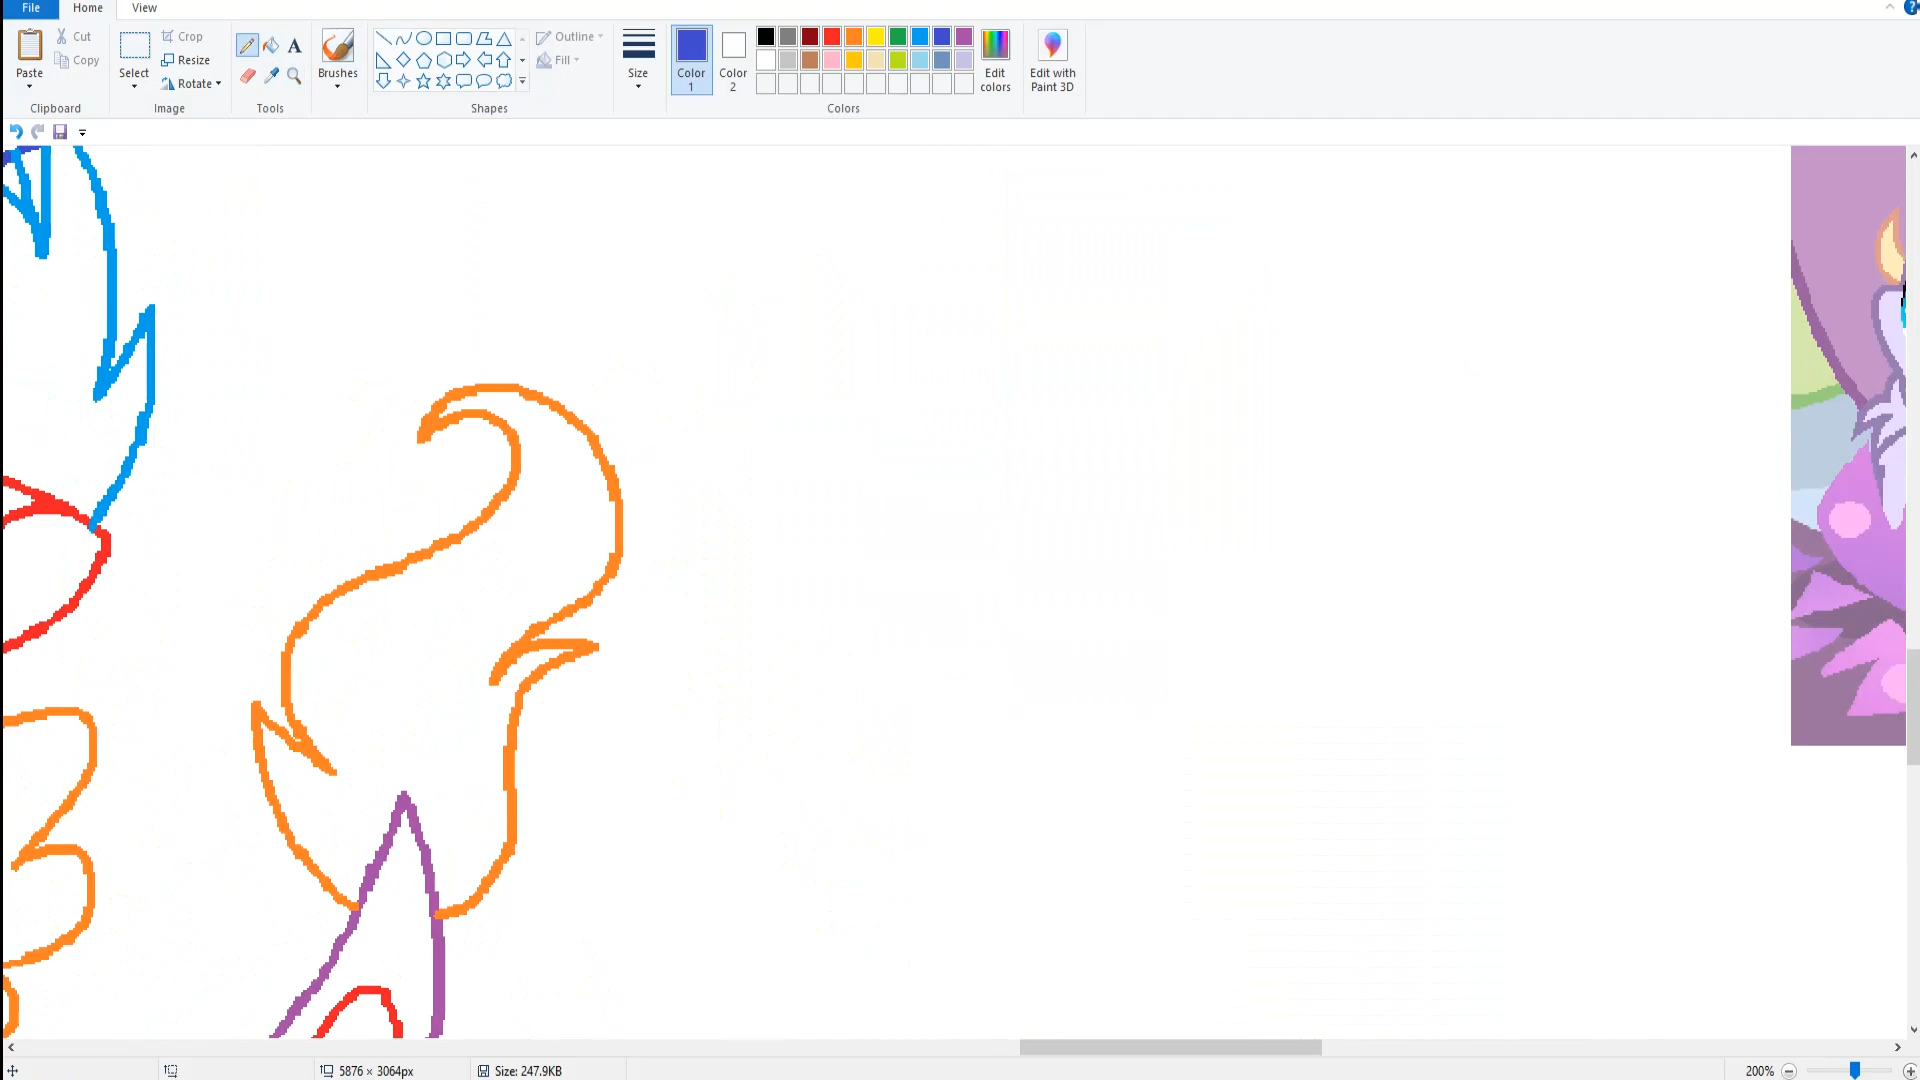 File Home View
Paste
Cut
Copy
Clipboard
Select
Crop
Resize
Rotate
Image
A
Tools
Brushes
Shapes
Outline
Fill
Size
Color 1
Color 2
Colors
Edit colors
Edit with Paint 3D
?
5876 × 3064px
Size: 247.9KB
200%